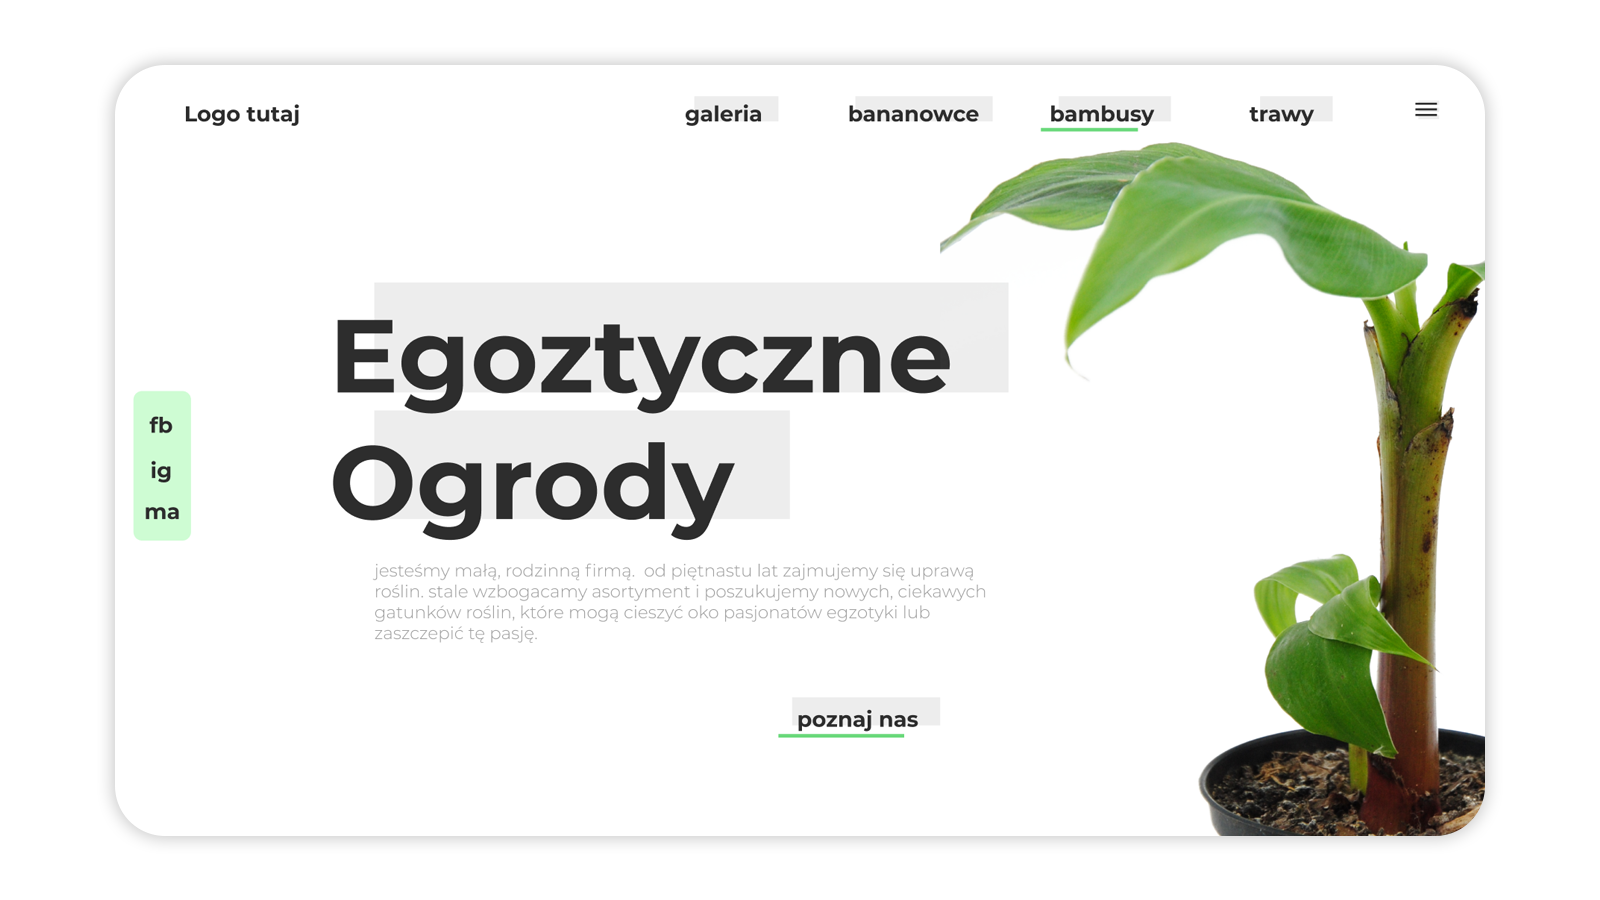 Logo tutaj
galeria
bananowce
bambusy
trawy
Egoztyczne
Ogrody
fb
ig
ma
jesteśmy małą, rodzinną firmą.  od piętnastu lat zajmujemy się uprawą
roślin. stale wzbogacamy asortyment i poszukujemy nowych, ciekawych
gatunków roślin, które mogą cieszyć oko pasjonatów egzotyki lub
zaszczepić tę pasję.
poznaj nas